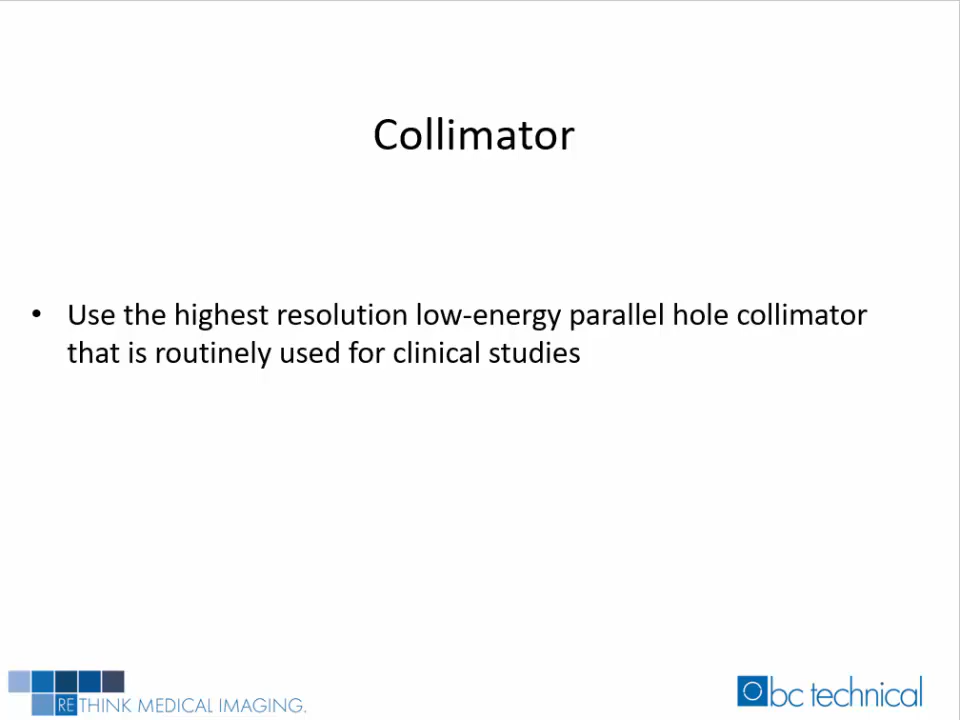 Collimator
• Use the highest resolution low-energy parallel hole collimator
that is routinely used for clinical studies
RETHINK MEDICAL IMAGING.
bc technical